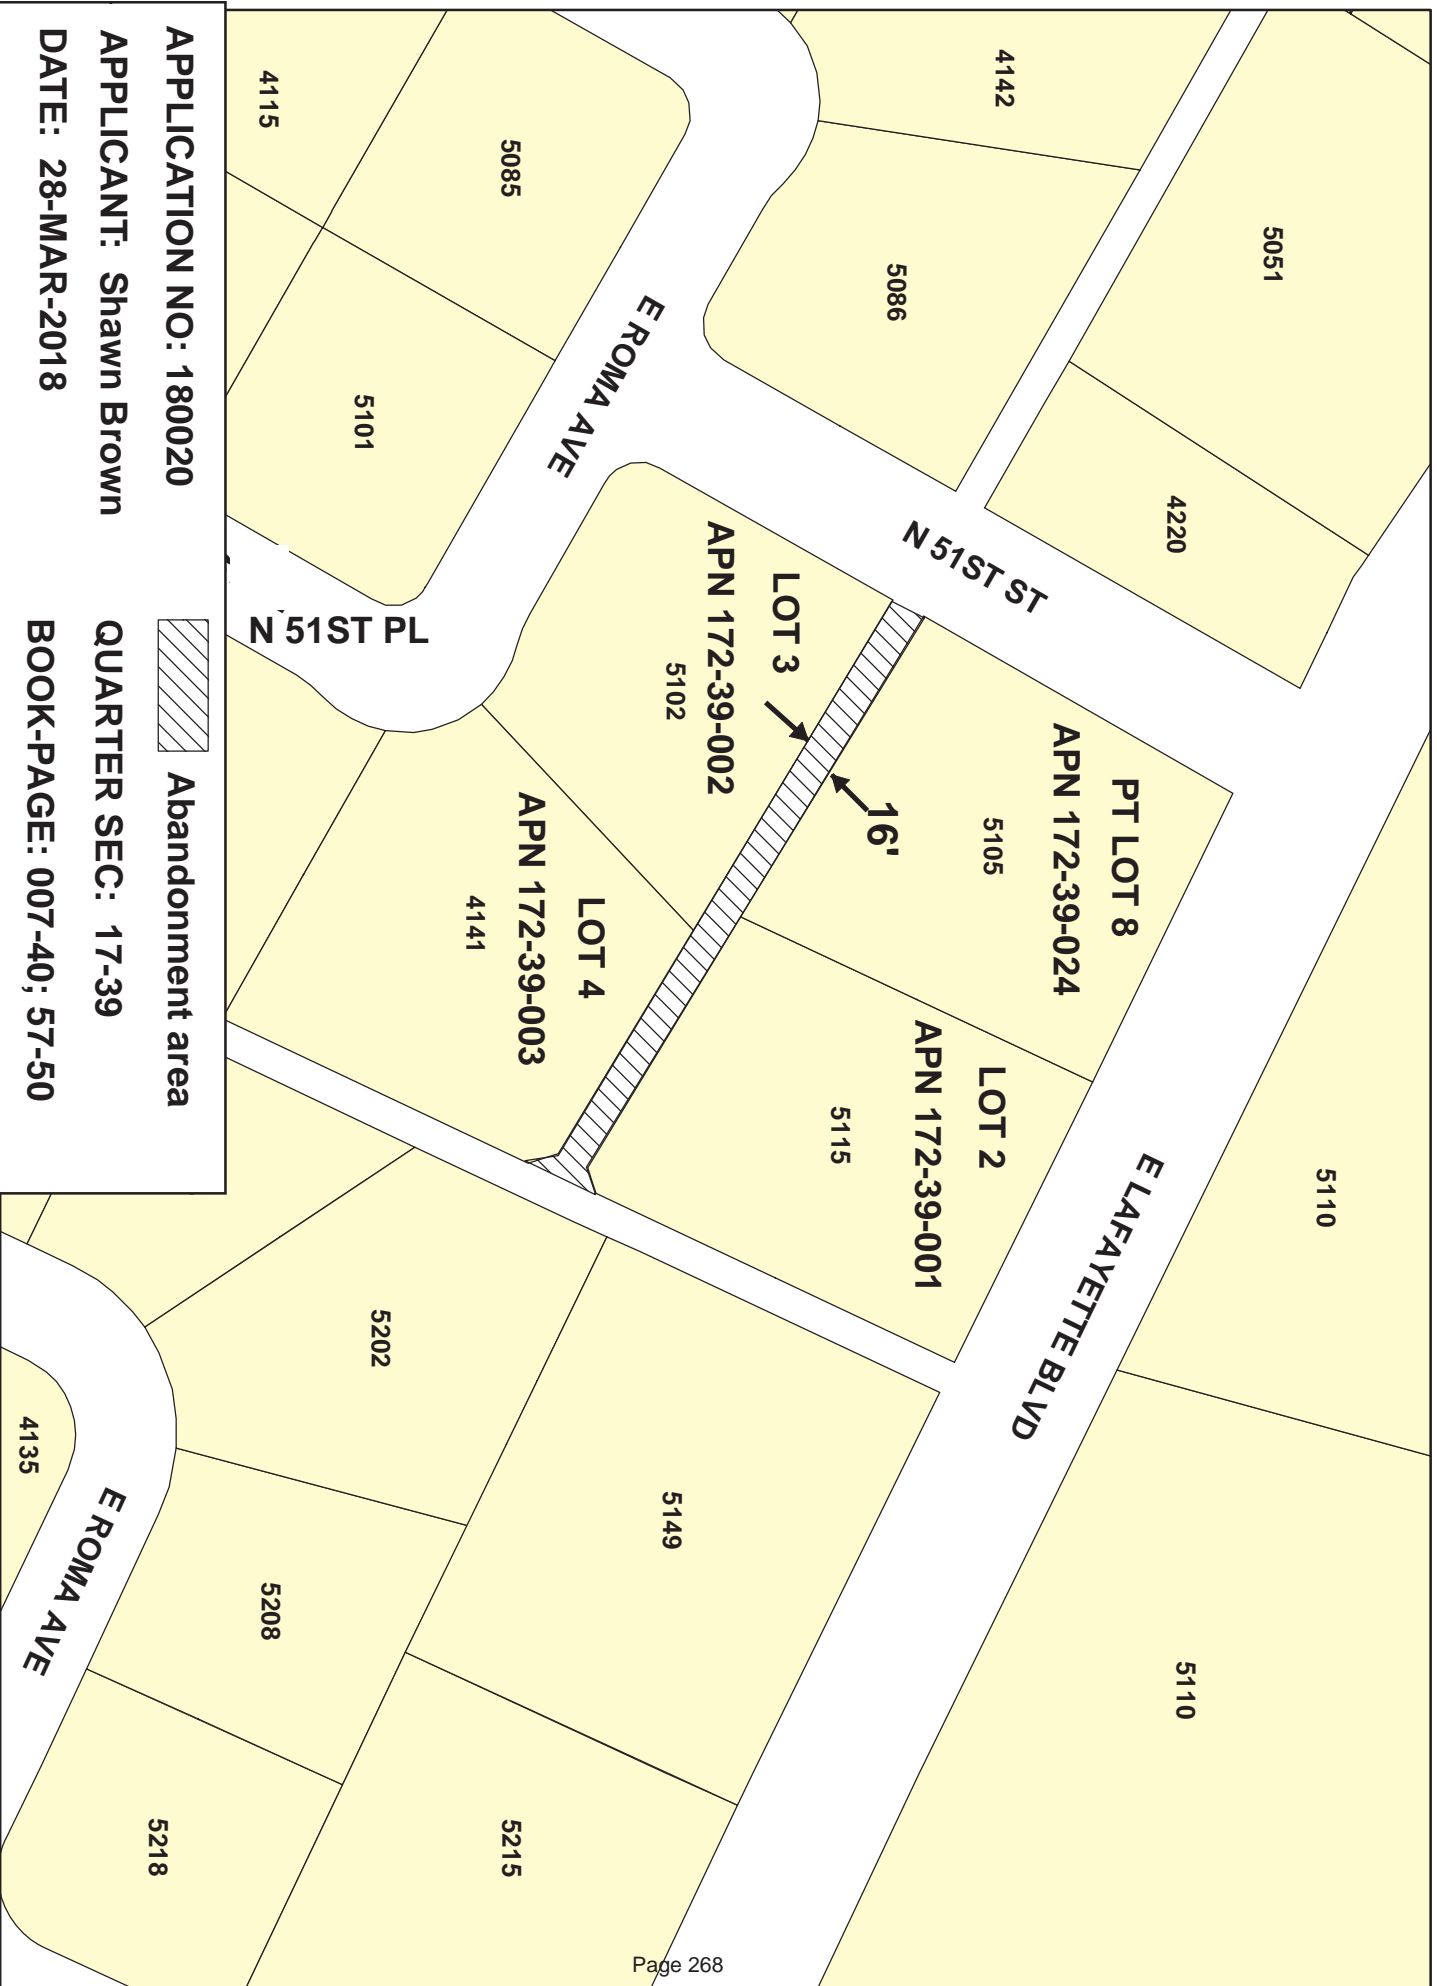 5110
5110
5051
4220
4142
5086
N 51ST ST
E LAFAYETTE BLVD
PT LOT 8
APN 172-39-024
5105
16'
LOT 2
APN 172-39-001
5115
LOT 3
APN 172-39-002
5102
LOT 4
APN 172-39-003
4141
5085
E ROMA AVE
4115
5101
N 51ST PL
5149
5215
5202
5208
5218
4135
E ROMA AVE
APPLICATION NO: 180020
APPLICANT: Shawn Brown
DATE: 28-MAR-2018
Abandonment area
QUARTER SEC: 17-39
BOOK-PAGE: 007-40; 57-50
Page 268